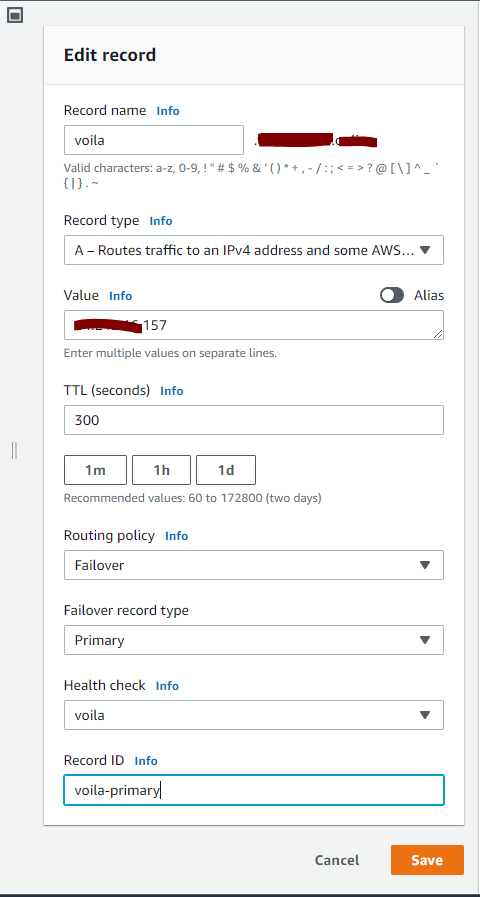 Edit record
Record name Info
voila
Valid characters: a-z, 0-9, ! " # $ % & ' ( ) * + , - / : ; < = > ? @ [ \ ] ^ _ `
{ | } . ~
Record type Info
A – Routes traffic to an IPv4 address and some AWS...
Value Info Alias
157
Enter multiple values on separate lines.
TTL (seconds) Info
300
1m 1h 1d
Recommended values: 60 to 172800 (two days)
Routing policy Info
Failover
Failover record type
Primary
Health check Info
voila
Record ID Info
voila-primary
Cancel Save